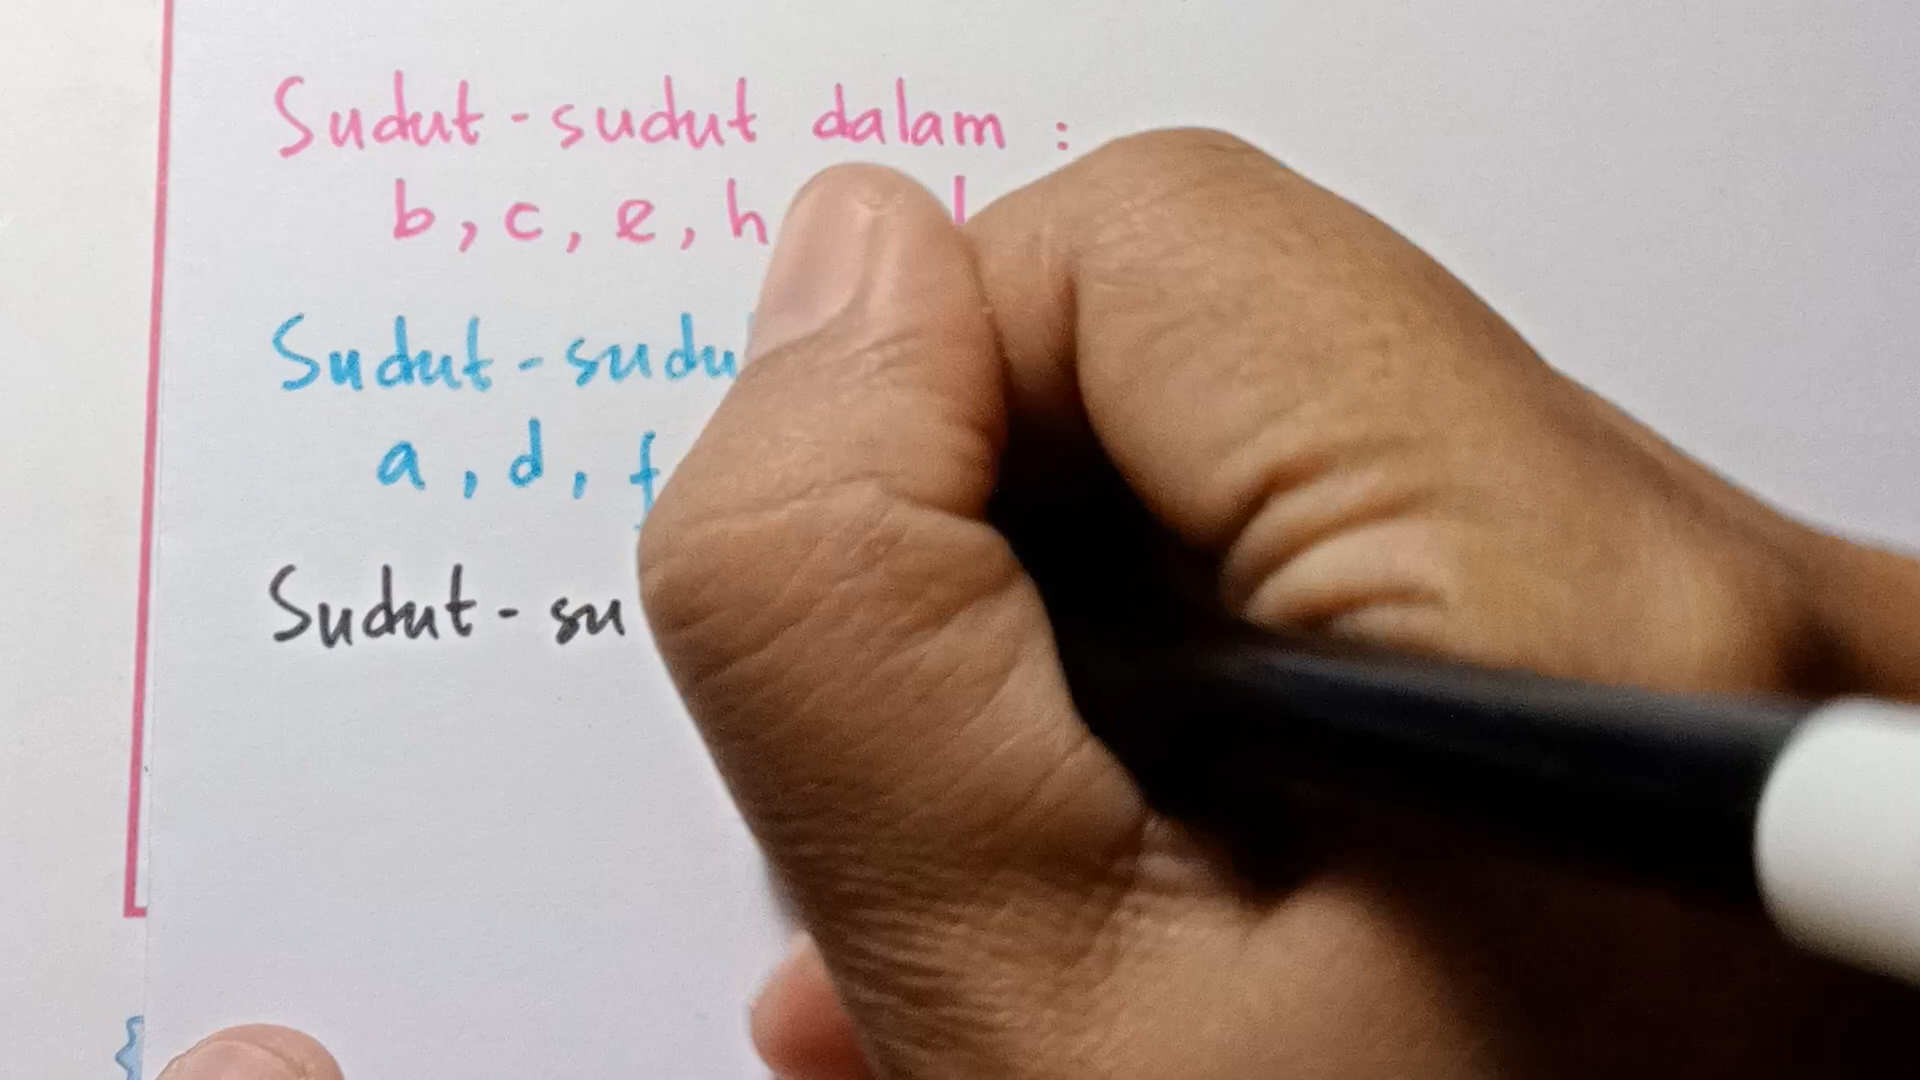 Sudut-sudut dalam :
b, c, e, h
Sudut-sudu
a, d, f
Sudut-su